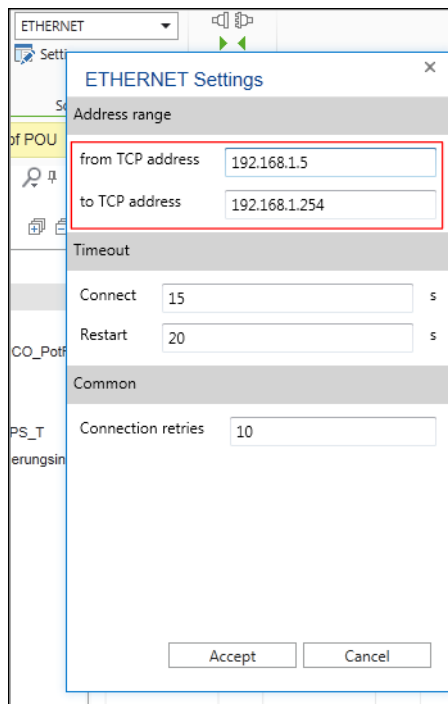 ETHERNET
Setti
ETHERNET Settings
Sc
Address range
of POU
from TCP address 192.168.1.5
to TCP address 192.168.1.254
Timeout
Connect 15 s
Restart 20 s
CO_PotF
Common
Connection retries 10
PS_T
erungsin
Accept Cancel